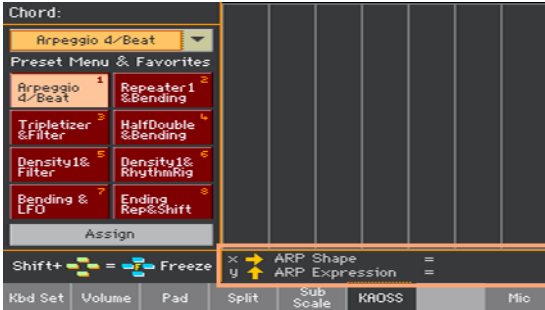 Chord:
Arpeggio 4/Beat
Preset Menu & Favorites
Arpeggio 1
4/Beat
Repeater1 2
&Bending
Tripletizer 3
&Filter
HalfDouble 4
&Bending
Density1& 5
Filter
Density1& 6
RhythmRig
Bending & 7
LFO
Ending 8
Rep&Shift
Assign
Shift+ = F Freeze
x ARP Shape =
y ARP Expression =
Kbd Set Volume Pad Split Sub Scale KAOSS Mic